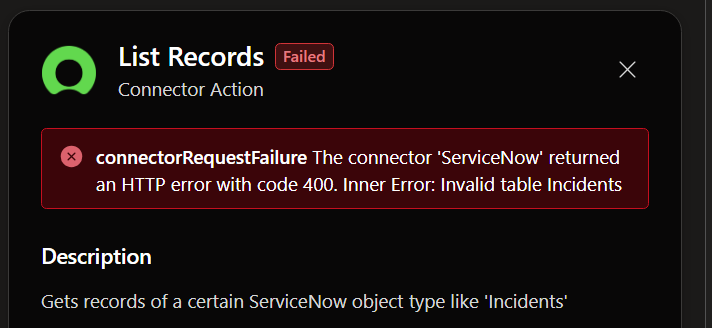 List Records Failed
Connector Action
connectorRequestFailure The connector 'ServiceNow' returned
an HTTP error with code 400. Inner Error: Invalid table Incidents
Description
Gets records of a certain ServiceNow object type like 'Incidents'